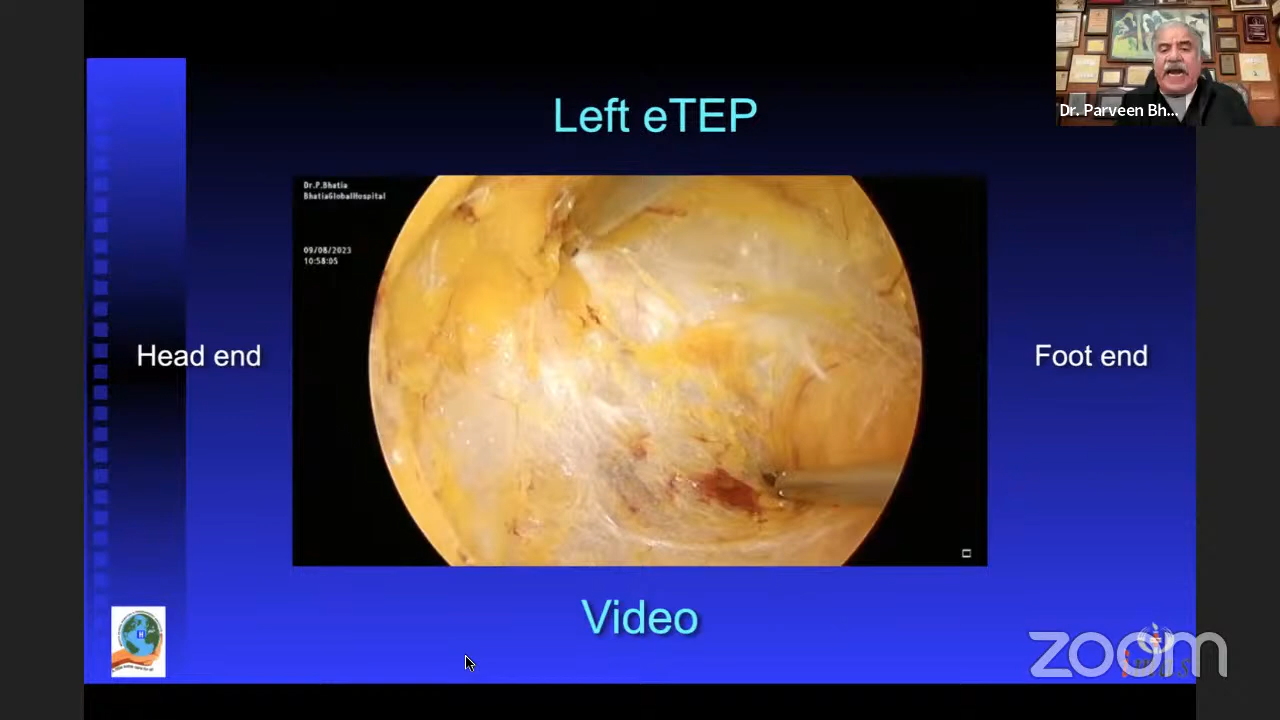 Left eTEP
Dr. Parveen Bh...
Dr.P.Bhatia
BhatiaGlobalHospital
09/08/2023
10:58:05
Head end
Foot end
Video
zoom